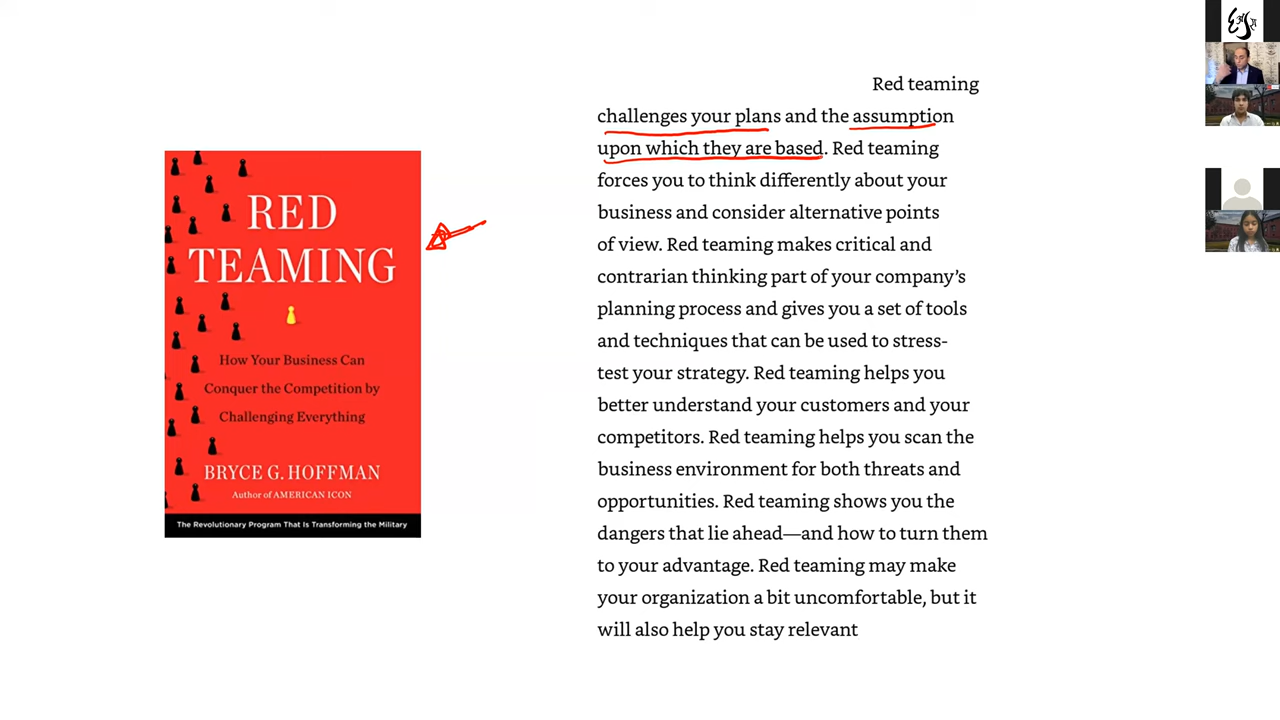 RED
TEAMING
How Your Business Can
Conquer the Competition by
Challenging Everything
BRYCE G. HOFFMAN
Author of AMERICAN ICON
The Revolutionary Program That Is Transforming the Military
Red teaming
challenges your plans and the assumption
upon which they are based. Red teaming
forces you to think differently about your
business and consider alternative points
of view. Red teaming makes critical and
contrarian thinking part of your company’s
planning process and gives you a set of tools
and techniques that can be used to stress-
test your strategy. Red teaming helps you
better understand your customers and your
competitors. Red teaming helps you scan the
business environment for both threats and
opportunities. Red teaming shows you the
dangers that lie ahead—and how to turn them
to your advantage. Red teaming may make
your organization a bit uncomfortable, but it
will also help you stay relevant